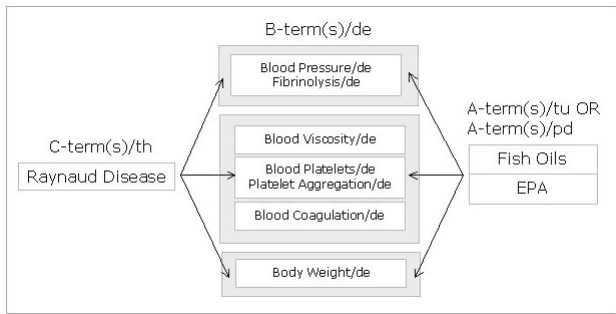 B-term(s)/de
Blood Pressure/de
Fibrinolysis/de
A-term(s)/tu OR
A-term(s)/pd
Blood Viscosity/de
C-term(s)/th
Fish Oils
Blood Platelets/de
Platelet Aggregation/de
Raynaud Disease
EPA
Blood Coagulation/de
Body Weight/de